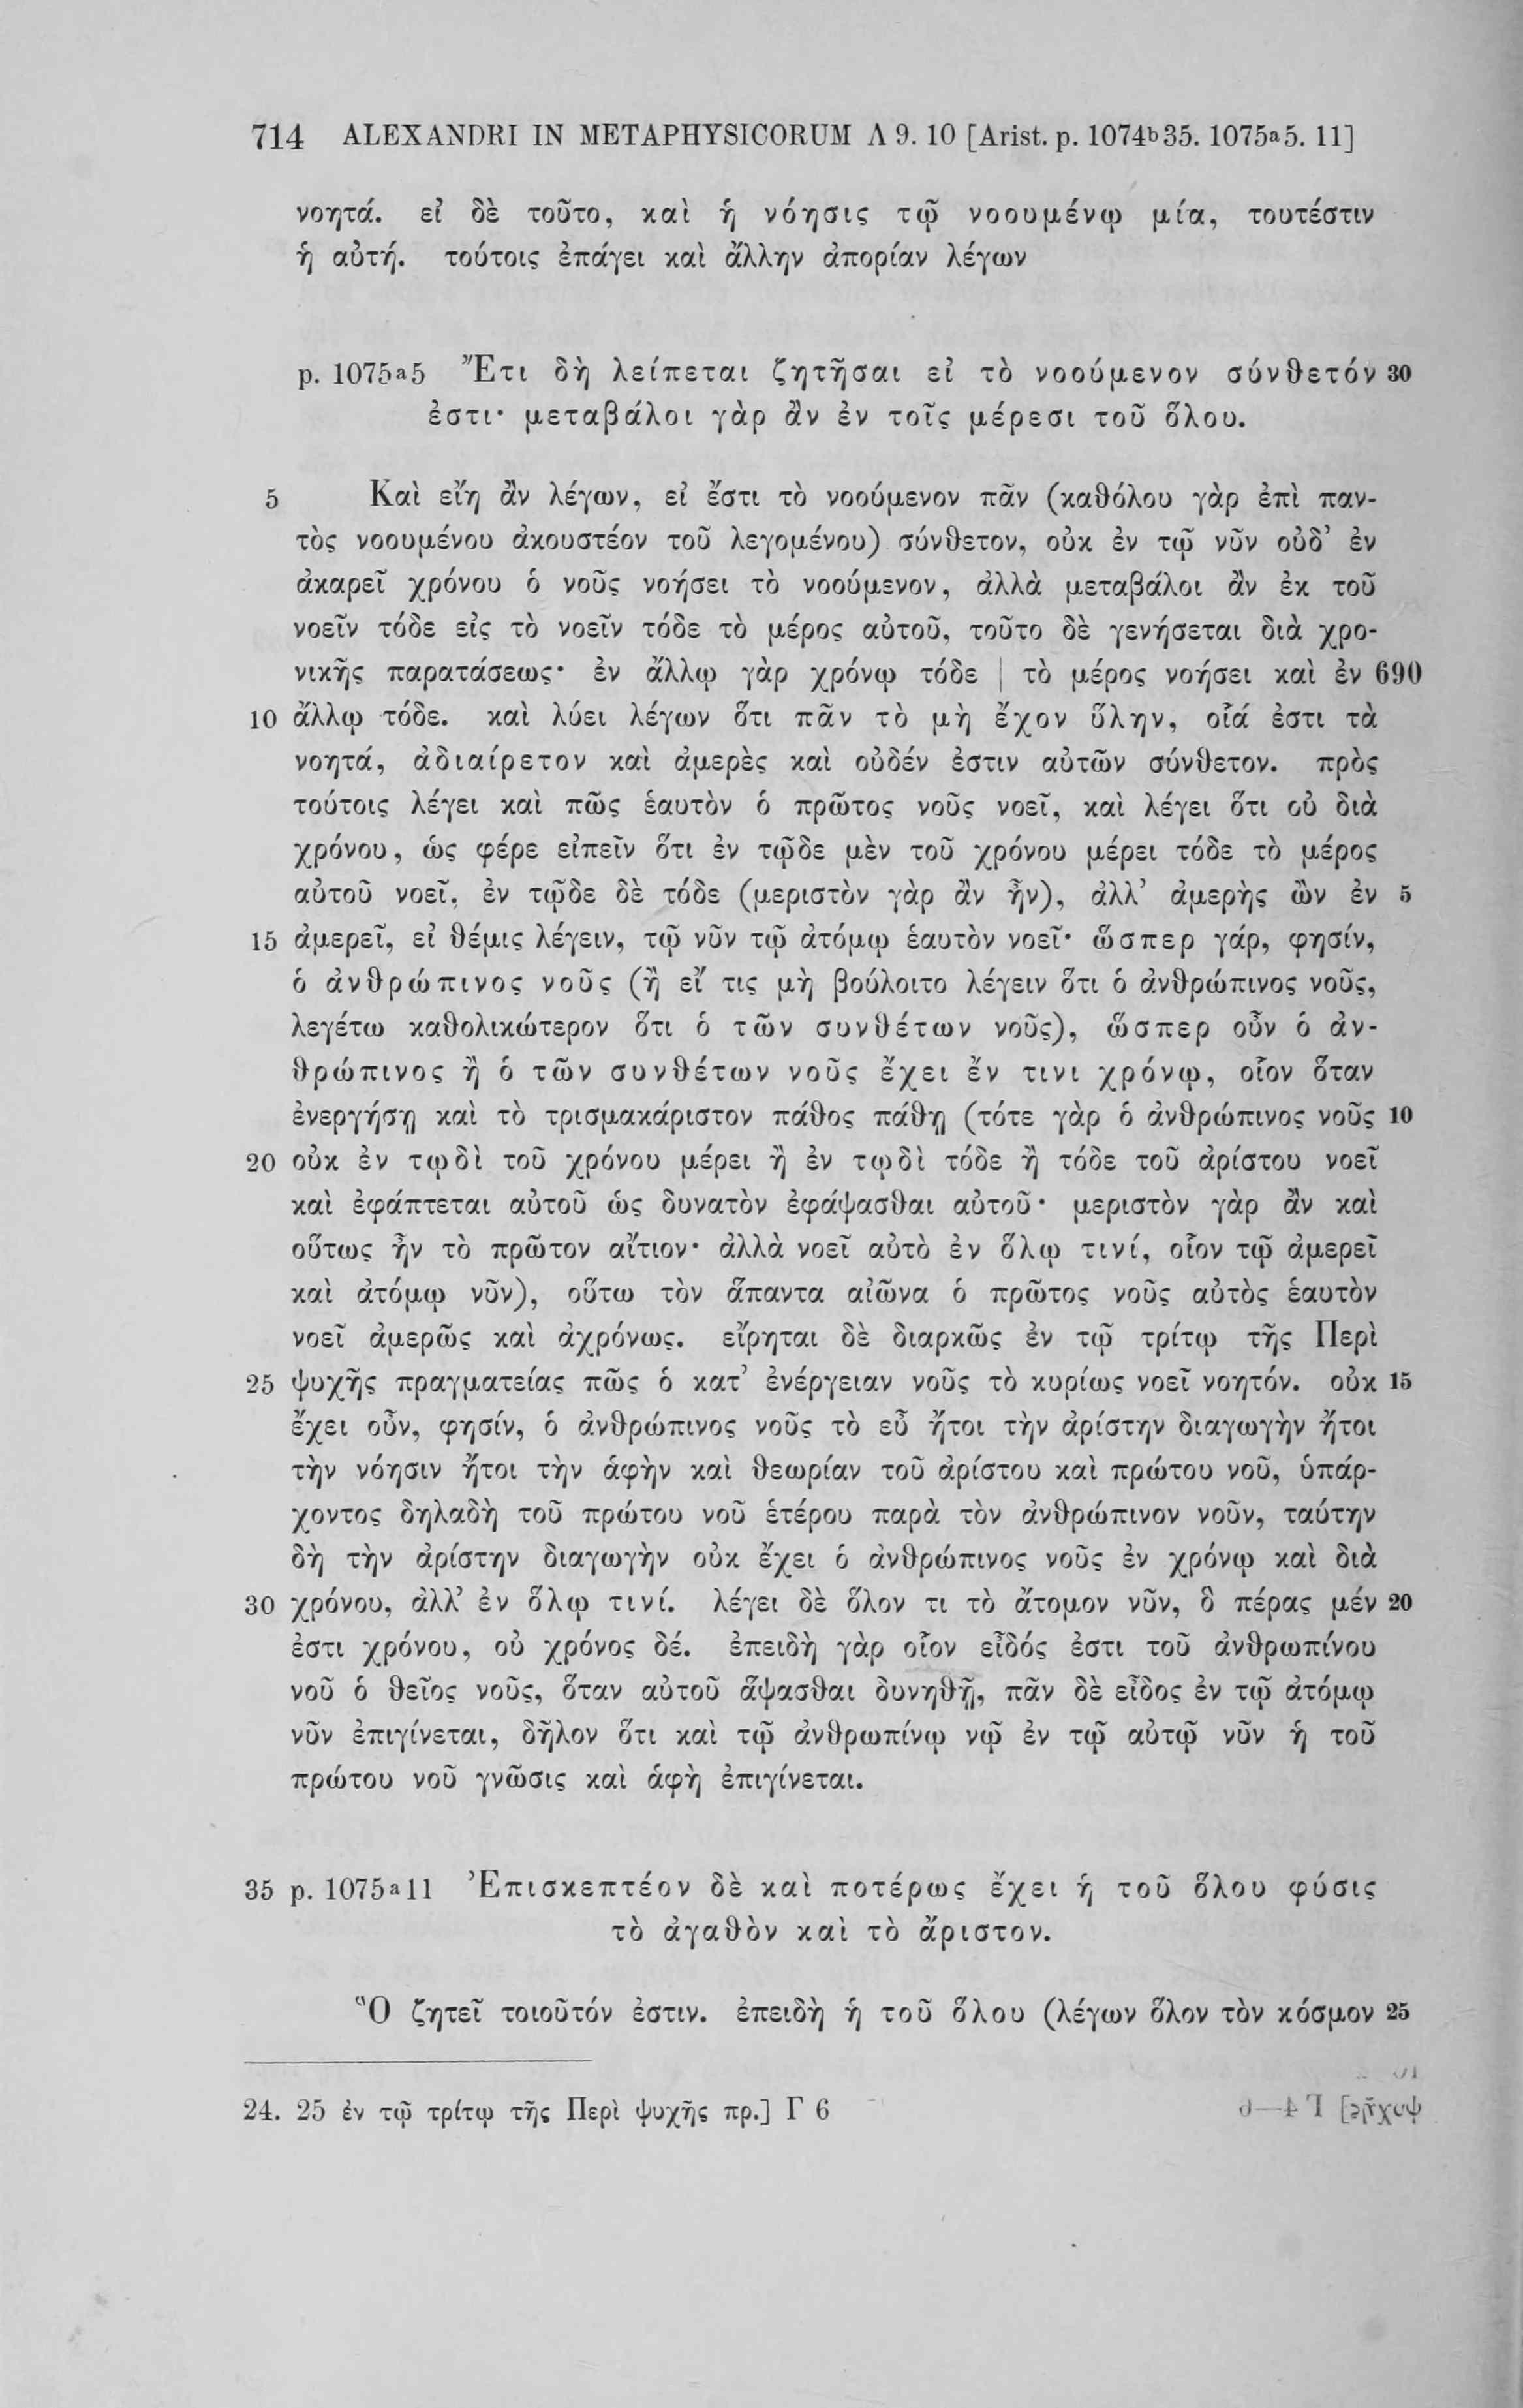 714 ALEXANDRI IN METAPHYSICORUM Λ 9. 10 [Arist. p. 1074b35. 1075a5. 11]
νοητά. εἰ δὲ τοῦτο, καὶ ἡ νόησις τῷ νοουμένῳ μία, τουτέστιν
ἡ αὐτή. τούτοις ἐπάγει καὶ ἄλλην ἀπορίαν λέγων
p. 1075a5 Ἔτι δὴ λείπεται ζητῆσαι εἰ τὸ νοούμενον σύνθετόν 30
ἐστι· μεταβάλοι γὰρ ἂν ἐν τοῖς μέρεσι τοῦ ὅλου.
5 Καὶ εἴη ἂν λέγων, εἰ ἔστι τὸ νοούμενον πᾶν (καθόλου γὰρ ἐπὶ παν-
τὸς νοουμένου ἀκουστέον τοῦ λεγομένου) σύνθετον, οὐκ ἐν τῷ νῦν οὐδ’ ἐν
ἀκαρεῖ χρόνου ὁ νοῦς νοήσει τὸ νοούμενον, ἀλλὰ μεταβάλοι ἂν ἐκ τοῦ
νοεῖν τόδε εἰς τὸ νοεῖν τόδε τὸ μέρος αὐτοῦ, τοῦτο δὲ γενήσεται διὰ χρο-
νικῆς παρατάσεως· ἐν ἄλλῳ γὰρ χρόνῳ τόδε | τὸ μέρος νοήσει καὶ ἐν 690
10 ἄλλῳ τόδε. καὶ λύει λέγων ὅτι πᾶν τὸ μὴ ἔχον ὕλην, οἷά ἐστι τὰ
νοητά, ἀδιαίρετον καὶ ἀμερὲς καὶ οὐδέν ἐστιν αὐτῶν σύνθετον. πρὸς
τούτοις λέγει καὶ πῶς ἑαυτὸν ὁ πρῶτος νοῦς νοεῖ, καὶ λέγει ὅτι οὐ διὰ
χρόνου, ὡς φέρε εἰπεῖν ὅτι ἐν τῷδε μὲν τοῦ χρόνου μέρει τόδε τὸ μέρος
αὐτοῦ νοεῖ, ἐν τῷδε δὲ τόδε (μεριστὸν γὰρ ἂν ἦν), ἀλλ’ ἀμερὴς ὢν ἐν 5
15 ἀμερεῖ, εἰ θέμις λέγειν, τῷ νῦν τῷ ἀτόμῳ ἑαυτὸν νοεῖ· ὥσπερ γάρ, φησίν,
ὁ ἀνθρώπινος νοῦς (ἢ εἴ τις μὴ βούλοιτο λέγειν ὅτι ὁ ἀνθρώπινος νοῦς,
λεγέτω καθολικώτερον ὅτι ὁ τῶν συνθέτων νοῦς), ὥσπερ οὖν ὁ ἀν-
θρώπινος ἢ ὁ τῶν συνθέτων νοῦς ἔχει ἔν τινι χρόνῳ, οἷον ὅταν
ἐνεργήσῃ καὶ τὸ τρισμακάριστον πάθος πάθῃ (τότε γὰρ ὁ ἀνθρώπινος νοῦς 10
20 οὐκ ἐν τῳδὶ τοῦ χρόνου μέρει ἢ ἐν τῳδὶ τόδε ἢ τόδε τοῦ ἀρίστου νοεῖ
καὶ ἐφάπτεται αὐτοῦ ὡς δυνατὸν ἐφάψασθαι αὐτοῦ· μεριστὸν γὰρ ἂν καὶ
οὕτως ἦν τὸ πρῶτον αἴτιον· ἀλλὰ νοεῖ αὐτὸ ἐν ὅλῳ τινί, οἷον τῷ ἀμερεῖ
καὶ ἀτόμῳ νῦν), οὕτω τὸν ἅπαντα αἰῶνα ὁ πρῶτος νοῦς αὐτὸς ἑαυτὸν
νοεῖ ἀμερῶς καὶ ἀχρόνως. εἴρηται δὲ διαρκῶς ἐν τῷ τρίτῳ τῆς Περὶ
25 ψυχῆς πραγματείας πῶς ὁ κατ’ ἐνέργειαν νοῦς τὸ κυρίως νοεῖ νοητόν. οὐκ 15
ἔχει οὖν, φησίν, ὁ ἀνθρώπινος νοῦς τὸ εὖ ἤτοι τὴν ἀρίστην διαγωγὴν ἤτοι
τὴν νόησιν ἤτοι τὴν ἁφὴν καὶ θεωρίαν τοῦ ἀρίστου καὶ πρώτου νοῦ, ὑπάρ-
χοντος δηλαδὴ τοῦ πρώτου νοῦ ἑτέρου παρὰ τὸν ἀνθρώπινον νοῦν, ταύτην
δὴ τὴν ἀρίστην διαγωγὴν οὐκ ἔχει ὁ ἀνθρώπινος νοῦς ἐν χρόνῳ καὶ διὰ
30 χρόνου, ἀλλ’ ἐν ὅλῳ τινί. λέγει δὲ ὅλον τι τὸ ἄτομον νῦν, ὃ πέρας μέν 20
ἐστι χρόνου, οὐ χρόνος δέ. ἐπειδὴ γὰρ οἷον εἶδός ἐστι τοῦ ἀνθρωπίνου
νοῦ ὁ θεῖος νοῦς, ὅταν αὐτοῦ ἅψασθαι δυνηθῇ, πᾶν δὲ εἶδος ἐν τῷ ἀτόμῳ
νῦν ἐπιγίνεται, δῆλον ὅτι καὶ τῷ ἀνθρωπίνῳ νῷ ἐν τῷ αὐτῷ νῦν ἡ τοῦ
πρώτου νοῦ γνῶσις καὶ ἁφὴ ἐπιγίνεται.
35 p. 1075a11 Ἐπισκεπτέον δὲ καὶ ποτέρως ἔχει ἡ τοῦ ὅλου φύσις
τὸ ἀγαθὸν καὶ τὸ ἄριστον.
Ὃ ζητεῖ τοιοῦτόν ἐστιν. ἐπειδὴ ἡ τοῦ ὅλου (λέγων ὅλον τὸν κόσμον 25
24. 25 ἐν τῷ τρίτῳ τῆς Περὶ ψυχῆς πρ.] Γ 6